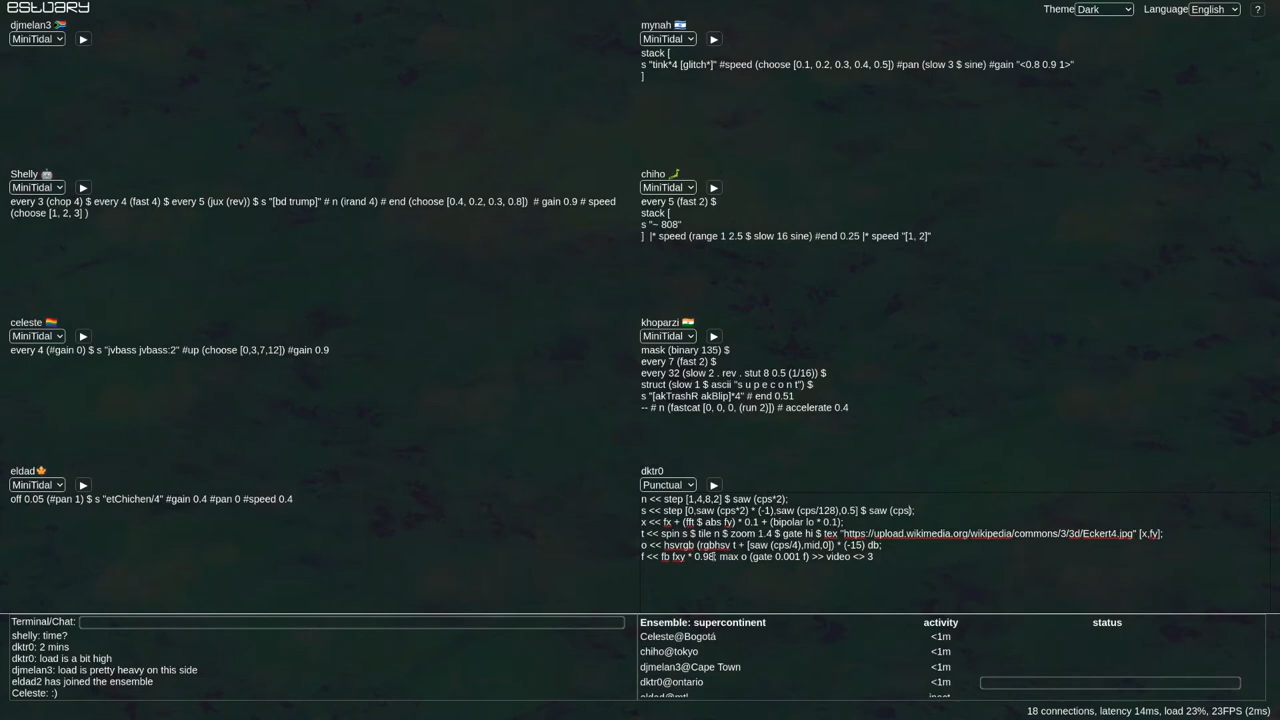 estuary
Theme Dark Language English ?
djmelan3
MiniTidal
mynah
MiniTidal
stack [
s "tink*4 [glitch*]" #speed (choose [0.1, 0.2, 0.3, 0.4, 0.5]) #pan (slow 3 $ sine) #gain "<0.8 0.9 1>"
]
Shelly
MiniTidal
every 3 (chop 4) $ every 4 (fast 4) $ every 5 (jux (rev)) $ s "[bd trump]" # n (irand 4) # end (choose [0.4, 0.2, 0.3, 0.8])  # gain 0.9 # speed
(choose [1, 2, 3] )
chiho
MiniTidal
every 5 (fast 2) $
stack [
s "~ 808"
]  |* speed (range 1 2.5 $ slow 16 sine) #end 0.25 |* speed "[1, 2]"
celeste
MiniTidal
every 4 (#gain 0) $ s "jvbass jvbass:2" #up (choose [0,3,7,12]) #gain 0.9
khoparzi
MiniTidal
mask (binary 135) $
every 7 (fast 2) $
every 32 (slow 2 . rev . stut 8 0.5 (1/16)) $
struct (slow 1 $ ascii "s u p e c o n t") $
s "[akTrashR akBlip]*4" # end 0.51
-- # n (fastcat [0, 0, 0, (run 2)]) # accelerate 0.4
eldad
MiniTidal
off 0.05 (#pan 1) $ s "etChichen/4" #gain 0.4 #pan 0 #speed 0.4
dktr0
Punctual
n << step [1,4,8,2] $ saw (cps*2);
s << step [0,saw (cps*2) * (-1),saw (cps/128),0.5] $ saw (cps);
x << fx + (fft $ abs fy) * 0.1 + (bipolar lo * 0.1);
t << spin s $ tile n $ zoom 1.4 $ gate hi $ tex "https://upload.wikimedia.org/wikipedia/commons/3/3d/Eckert4.jpg" [x,fy];
o << hsvrgb (rgbhsv t + [saw (cps/4),mid,0]) * (-15) db;
f << fb fxy * 0.98; max o (gate 0.001 f) >> video <> 3
Terminal/Chat:
shelly: time?
dktr0: 2 mins
dktr0: load is a bit high
djmelan3: load is pretty heavy on this side
eldad2 has joined the ensemble
Celeste: :)
Ensemble: supercontinent activity status
Celeste@Bogotá <1m
chiho@tokyo <1m
djmelan3@Cape Town <1m
dktr0@ontario <1m
eldad@mtl inact
18 connections, latency 14ms, load 23%, 23FPS (2ms)